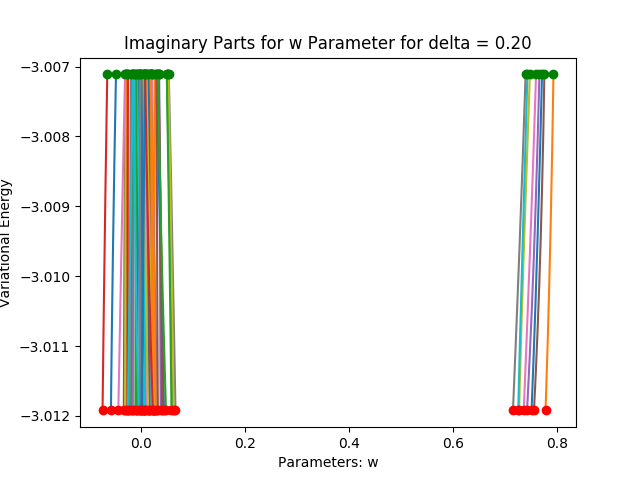 Imaginary Parts for w Parameter for delta = 0.20
Variational Energy
−3.007
−3.008
−3.009
−3.010
−3.011
−3.012
0.0 0.2 0.4 0.6 0.8
Parameters: w